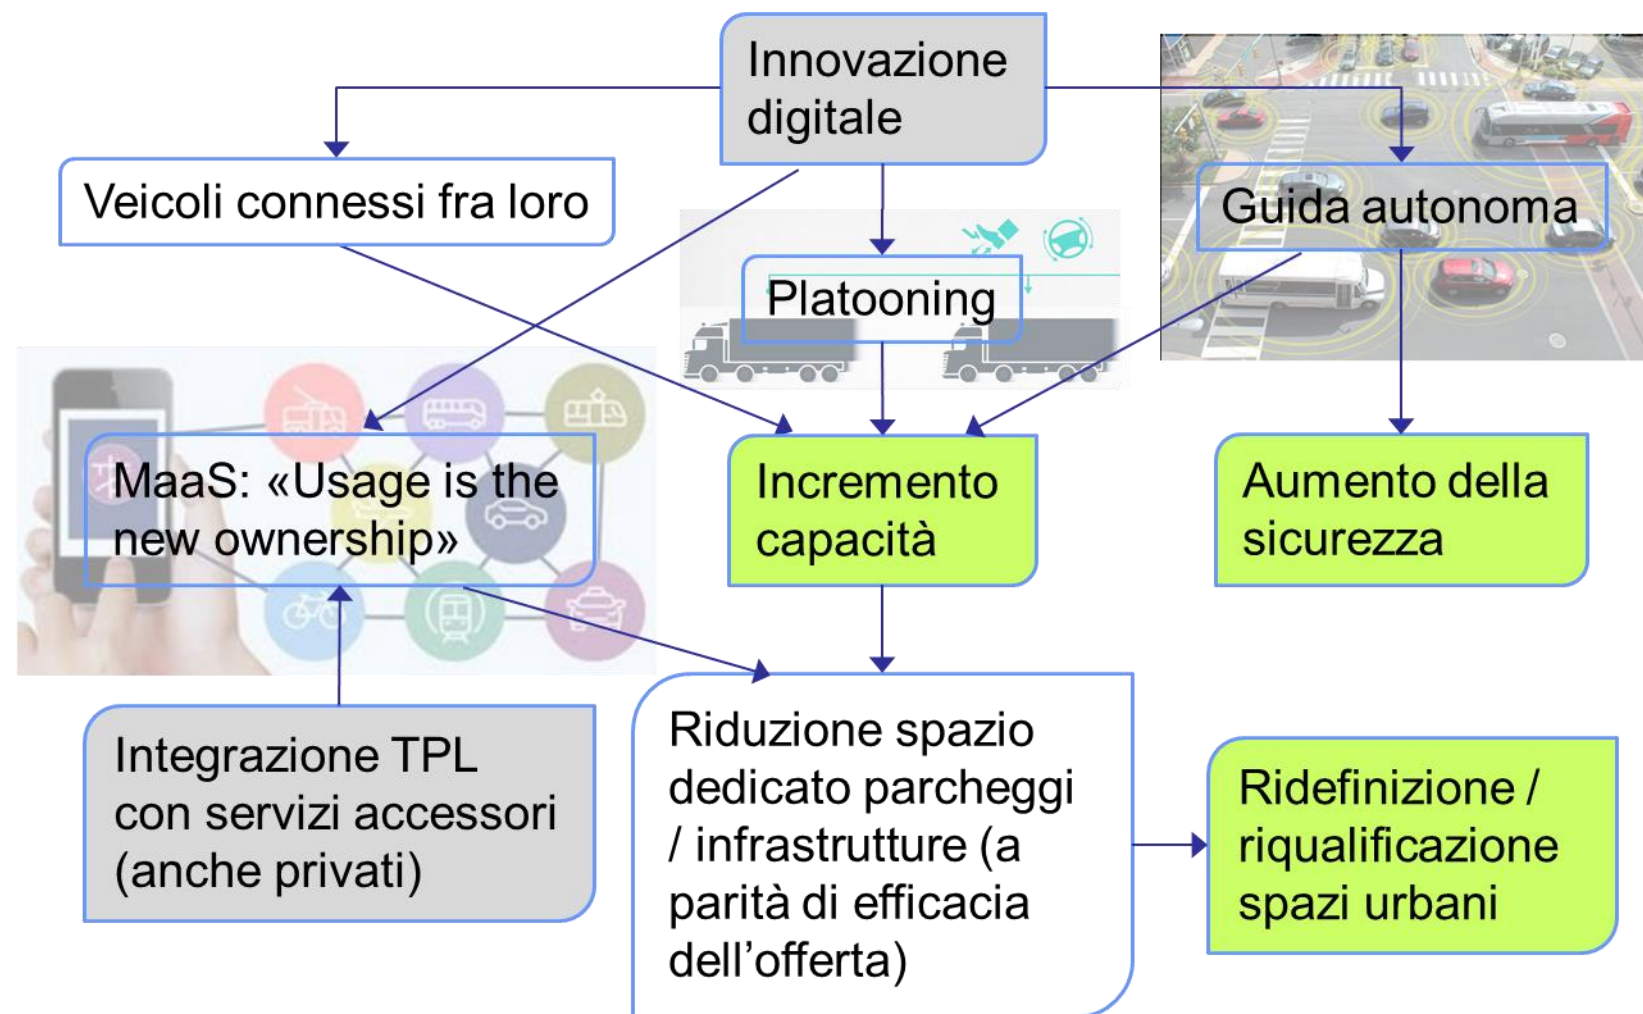 Innovazione
digitale
Veicoli connessi fra loro
Guida autonoma
Platooning
MaaS: «Usage is the
new ownership»
Incremento
capacità
Aumento della
sicurezza
Integrazione TPL
con servizi accessori
(anche privati)
Riduzione spazio
dedicato parcheggi
/ infrastrutture (a
parità di efficacia
dell’offerta)
Ridefinizione /
riqualificazione
spazi urbani